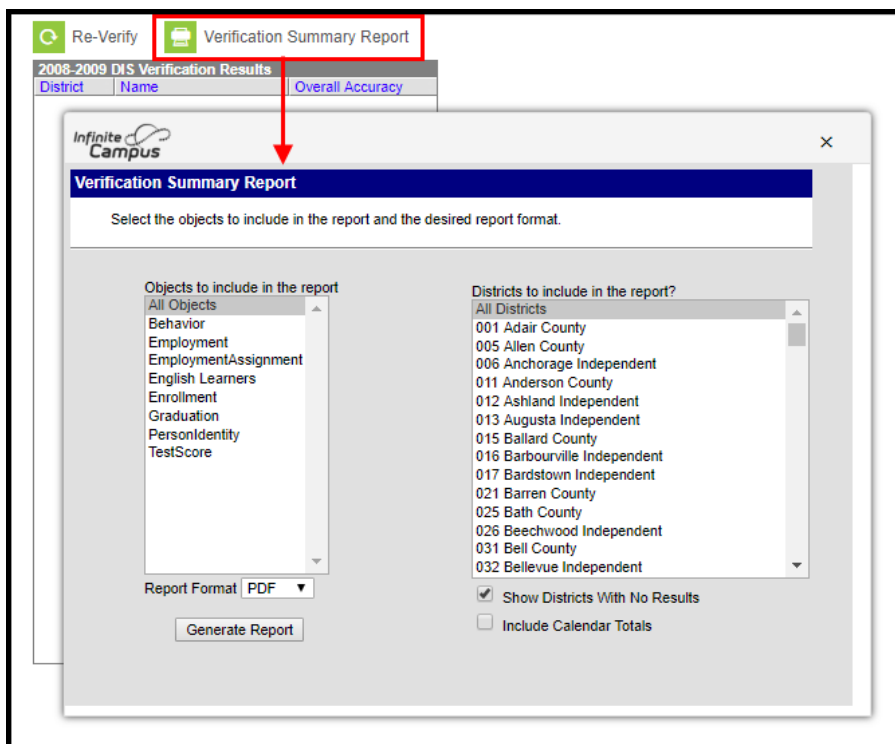 Re-Verify
Verification Summary Report
2008-2009 DIS Verification Results
District Name Overall Accuracy
Infinite
Campus
×
Verification Summary Report
Select the objects to include in the report and the desired report format.
Objects to include in the report
All Objects
Behavior
Employment
EmploymentAssignment
English Learners
Enrollment
Graduation
PersonIdentity
TestScore
Report Format PDF
Generate Report
Districts to include in the report?
All Districts
001 Adair County
005 Allen County
006 Anchorage Independent
011 Anderson County
012 Ashland Independent
013 Augusta Independent
015 Ballard County
016 Barbourville Independent
017 Bardstown Independent
021 Barren County
025 Bath County
026 Beechwood Independent
031 Bell County
032 Bellevue Independent
Show Districts With No Results
Include Calendar Totals